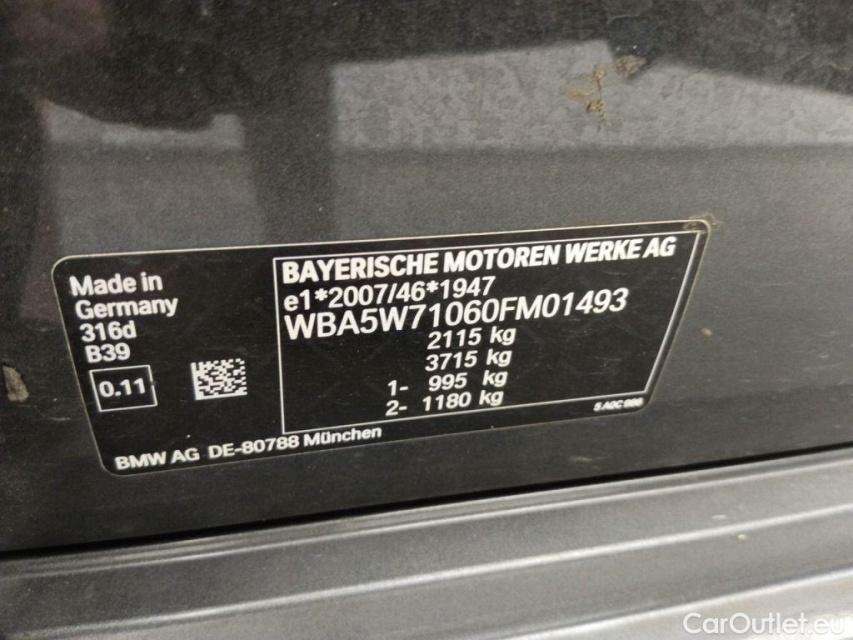 Made in
Germany
316d
B39
0.11
BAYERISCHE MOTOREN WERKE AG
e1*2007/46*1947
WBA5W71060FM01493
2115 kg
3715 kg
1- 995 kg
2- 1180 kg
BMW AG DE-80788 München
CarOutlet.eu